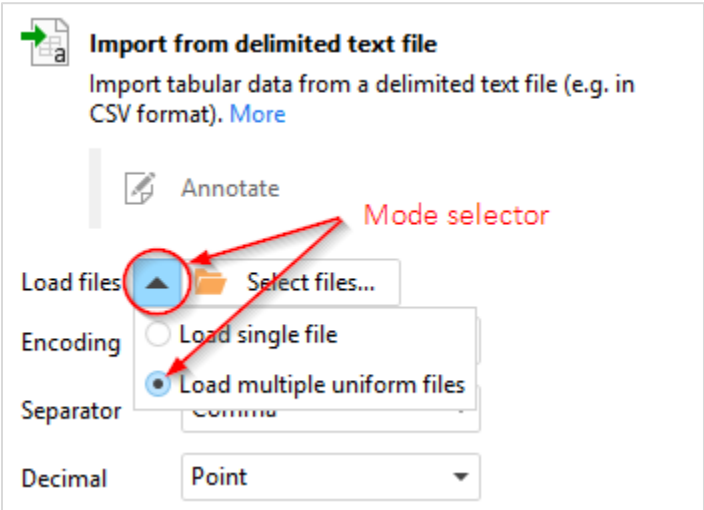 Import from delimited text file
Import tabular data from a delimited text file (e.g. in
CSV format). More
Annotate
Mode selector
Load files
Select files...
Load single file
Encoding
Load multiple uniform files
Separator
Comma
Decimal
Point